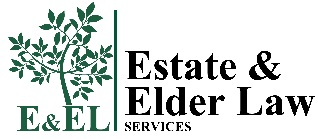 E&EL
Estate &
Elder Law
SERVICES